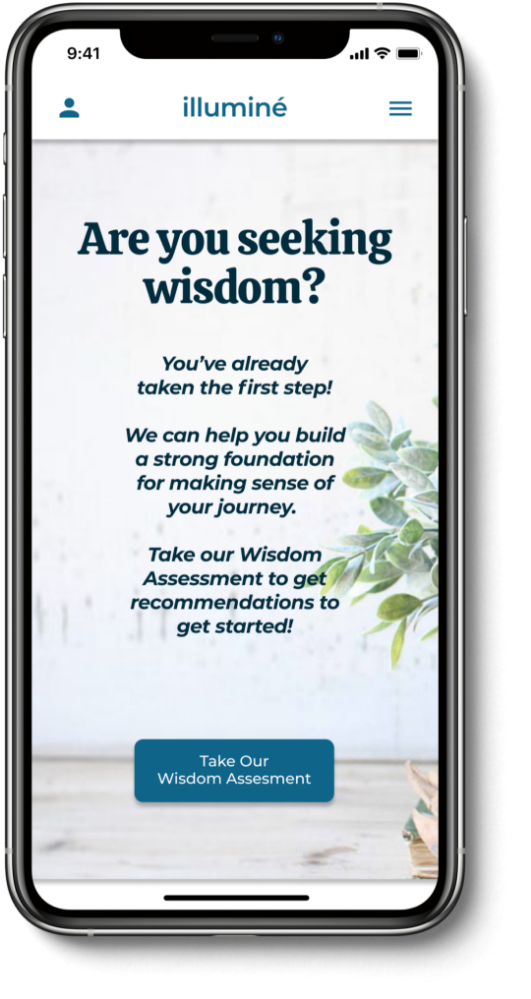 9:41
illuminé
Are you seeking
wisdom?
You’ve already
taken the first step!
We can help you build
a strong foundation
for making sense of
your journey.
Take our Wisdom
Assessment to get
recommendations to
get started!
Take Our
Wisdom Assesment